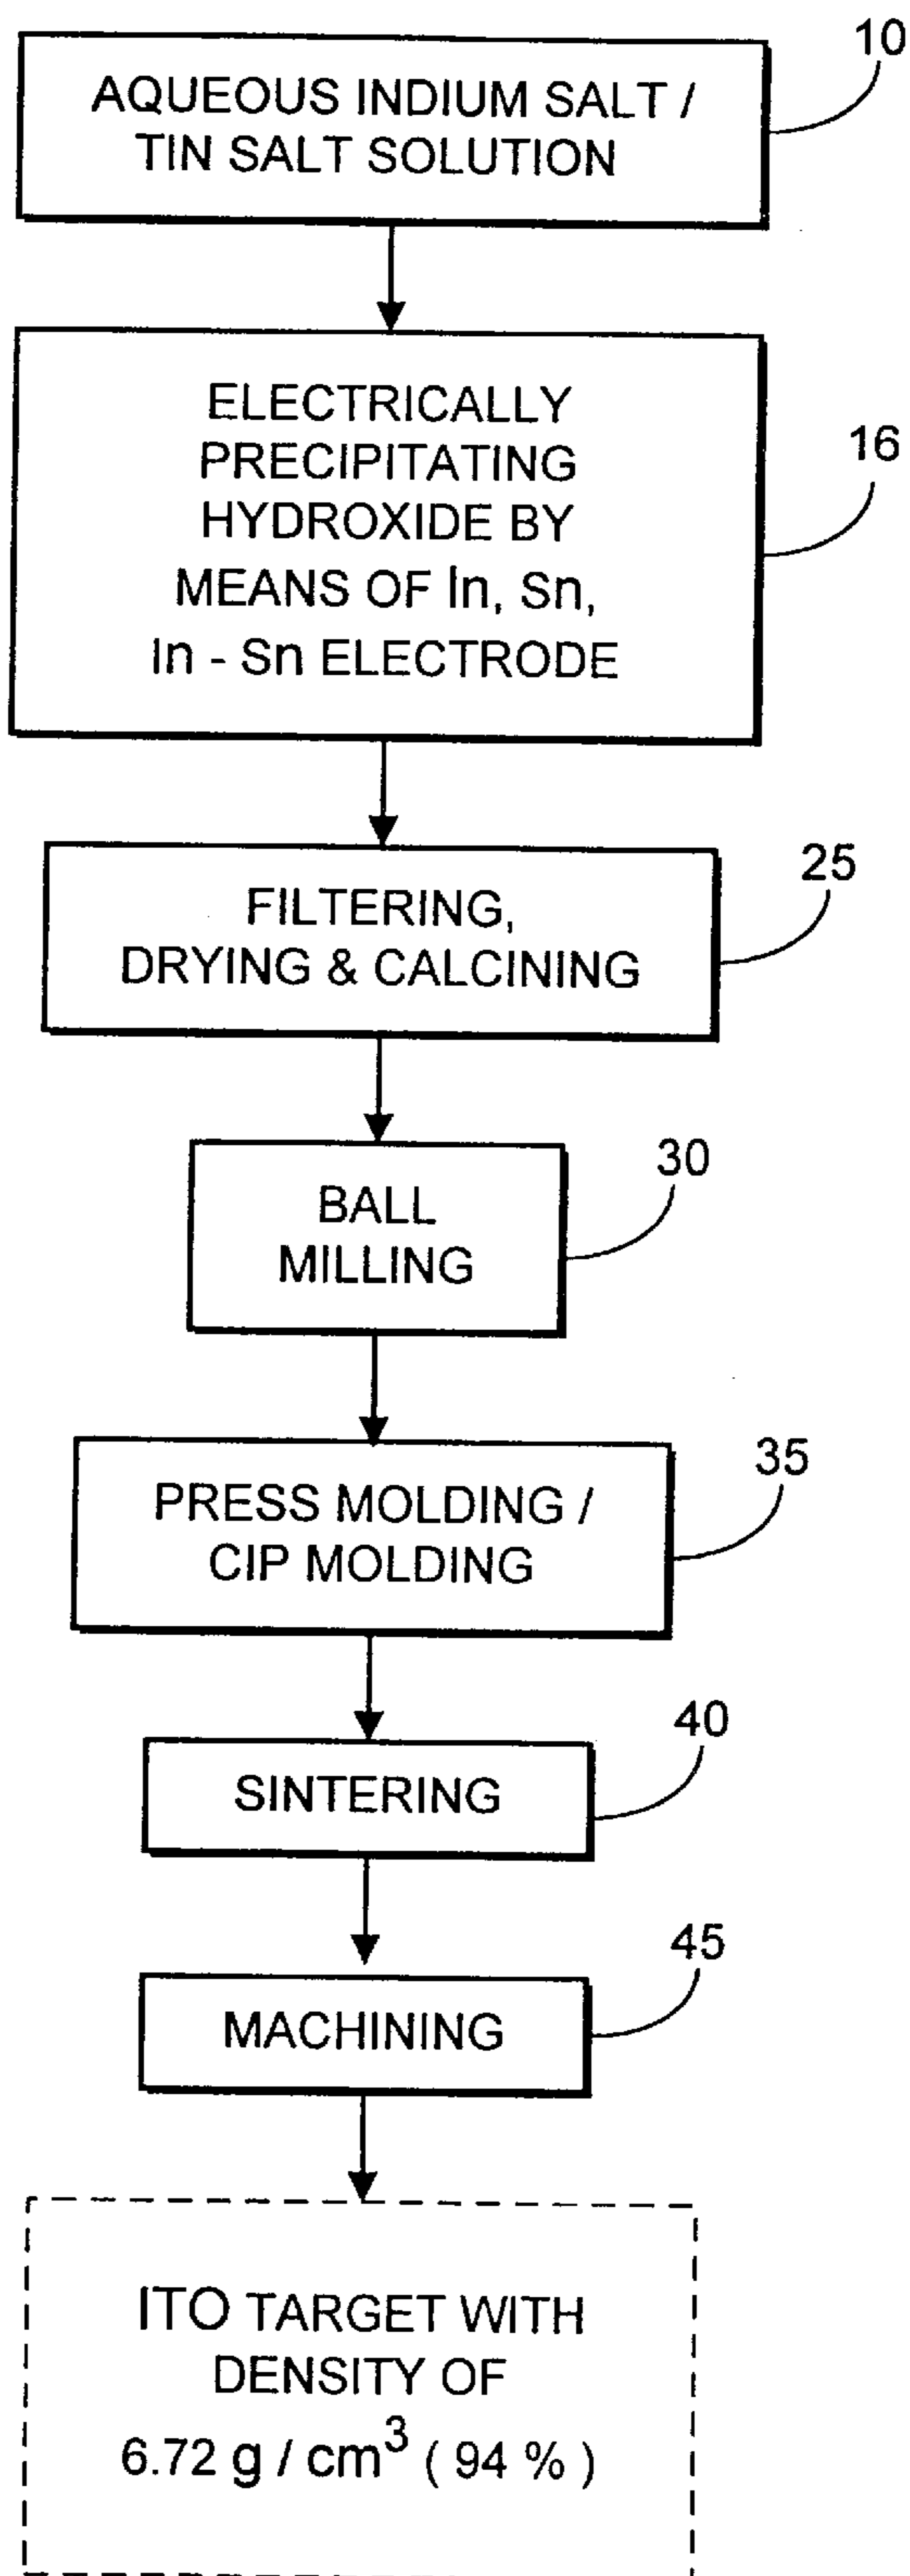 10
AQUEOUS INDIUM SALT /
TIN SALT SOLUTION
ELECTRICALLY
PRECIPITATING
HYDROXIDE BY
MEANS OF In, Sn,
In - Sn ELECTRODE
16
FILTERING,
DRYING & CALCINING
25
BALL
MILLING
30
PRESS MOLDING /
CIP MOLDING
35
SINTERING
40
MACHINING
45
ITO TARGET WITH
DENSITY OF
6.72 g / cm³ ( 94 % )